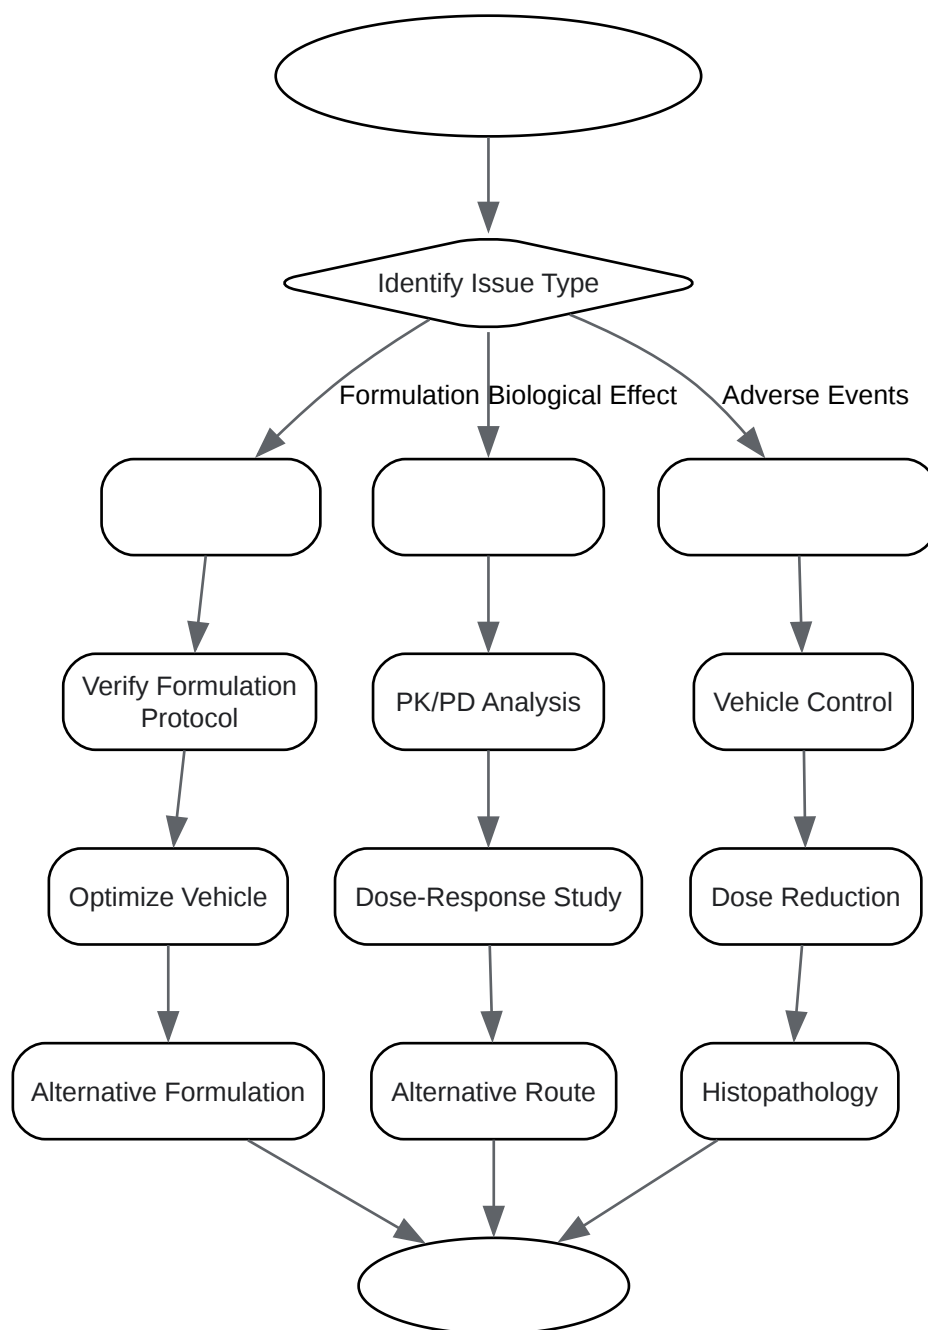 Identify Issue Type
Formulation
Biological Effect
Adverse Events
Verify Formulation
Protocol
PK/PD Analysis
Vehicle Control
Optimize Vehicle
Dose-Response Study
Dose Reduction
Alternative Formulation
Alternative Route
Histopathology